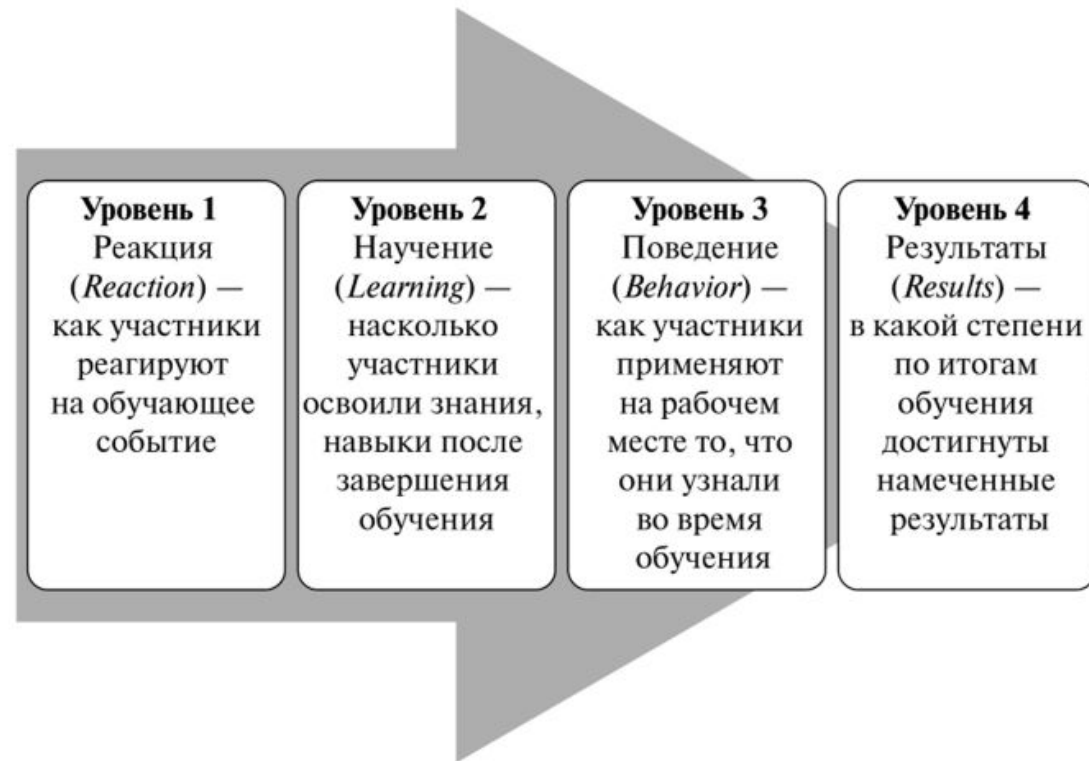 Уровень 1
Реакция
(Reaction) —
как участники
реагируют
на обучающее
событие
Уровень 2
Научение
(Learning) —
насколько
участники
освоили знания,
навыки после
завершения
обучения
Уровень 3
Поведение
(Behavior) —
как участники
применяют
на рабочем
месте то, что
они узнали
во время
обучения
Уровень 4
Результаты
(Results) —
в какой степени
по итогам
обучения
достигнуты
намеченные
результаты